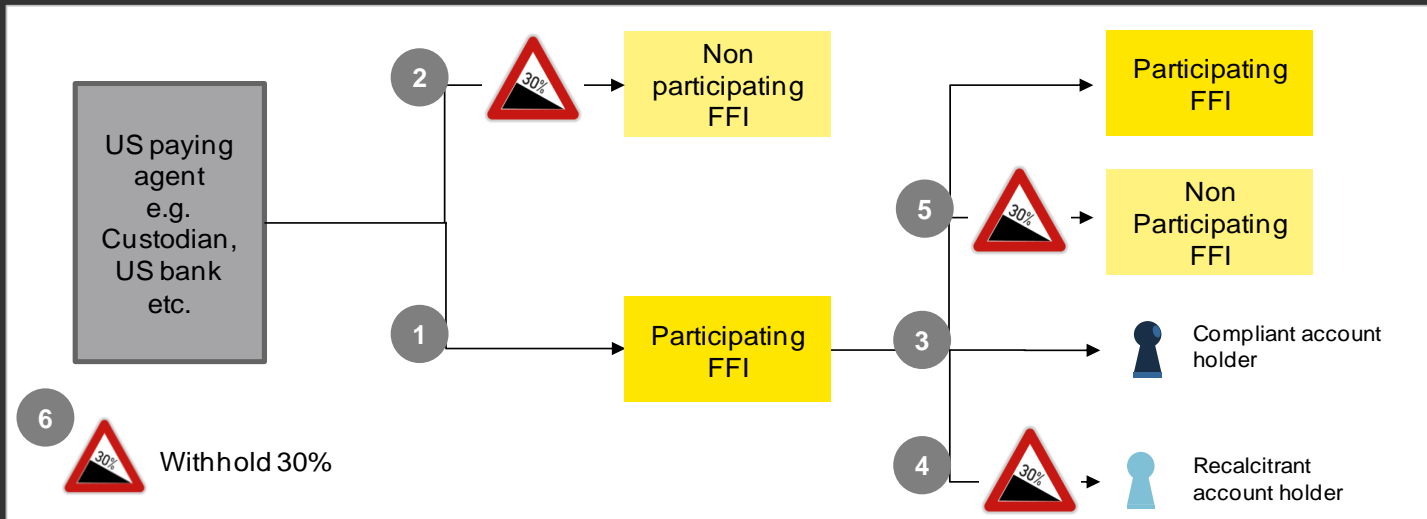 US paying
agent
e.g.
Custodian,
US bank
etc.
2
30%
Non
participating
FFI
1
Participating
FFI
Participating
FFI
5
30%
Non
Participating
FFI
3
Compliant account
holder
4
30%
Recalcitrant
account holder
6
30%
Withhold 30%